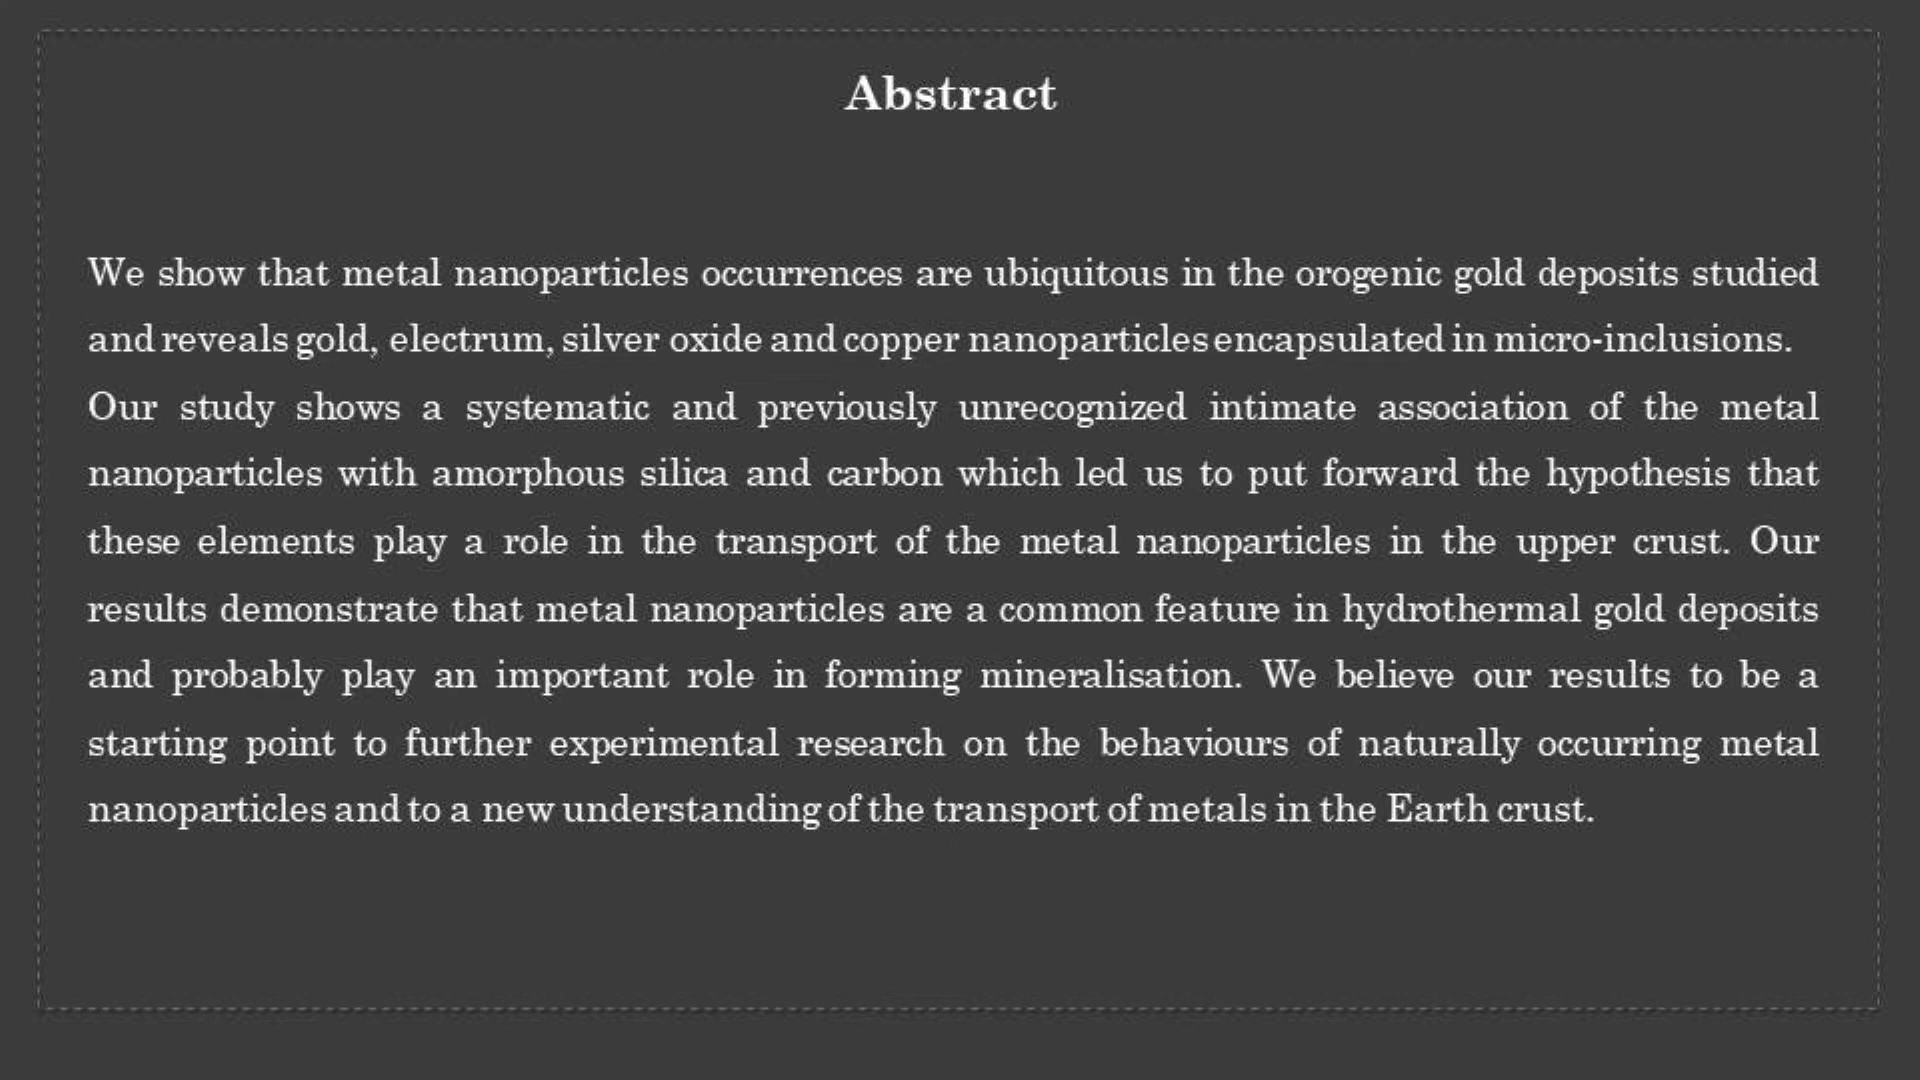 Abstract
We show that metal nanoparticles occurrences are ubiquitous in the orogenic gold deposits studied
and reveals gold, electrum, silver oxide and copper nanoparticles encapsulated in micro-inclusions.
Our study shows a systematic and previously unrecognized intimate association of the metal
nanoparticles with amorphous silica and carbon which led us to put forward the hypothesis that
these elements play a role in the transport of the metal nanoparticles in the upper crust. Our
results demonstrate that metal nanoparticles are a common feature in hydrothermal gold deposits
and probably play an important role in forming mineralisation. We believe our results to be a
starting point to further experimental research on the behaviours of naturally occurring metal
nanoparticles and to a new understanding of the transport of metals in the Earth crust.